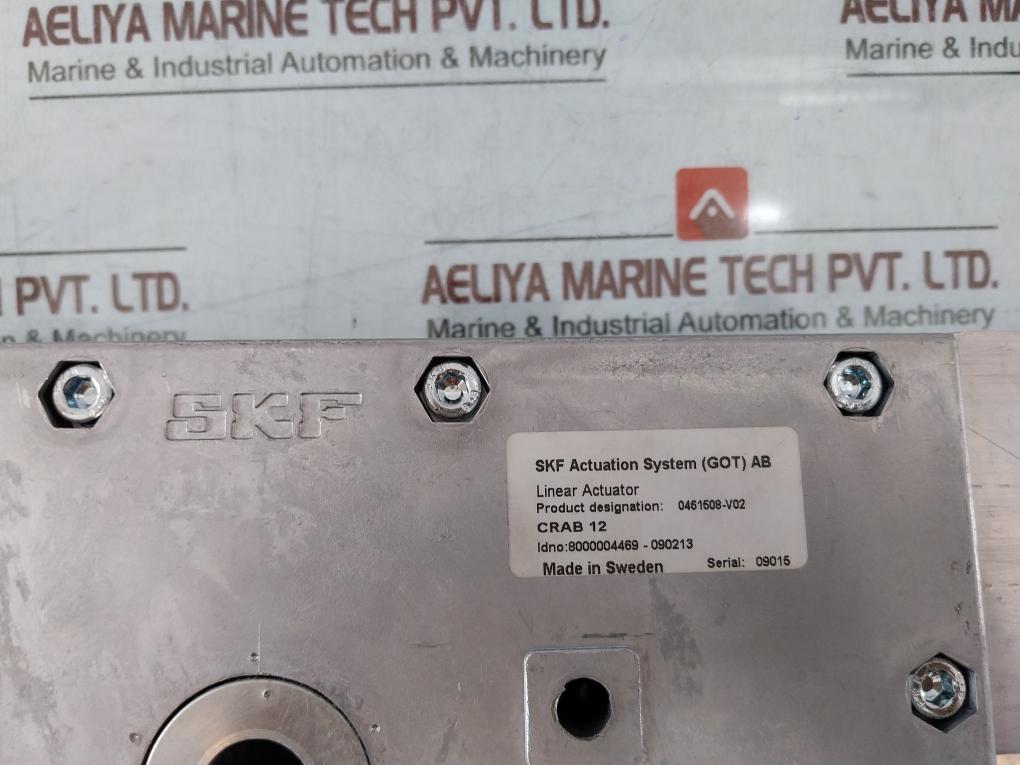 AELIYA MARINE TECH PVT. LTD.
Marine & Industrial Automation & Machinery
AELIYA MA
Marine & Indu
PVT. LTD.
& Machinery
AELIYA MARINE TECH PVT. LTD.
Marine & Industrial Automation & Machinery
SKF
SKF Actuation System (GOT) AB
Linear Actuator
Product designation: 0461508-V02
CRAB 12
Idno:8000004469 - 090213
Made in Sweden Serial: 09015